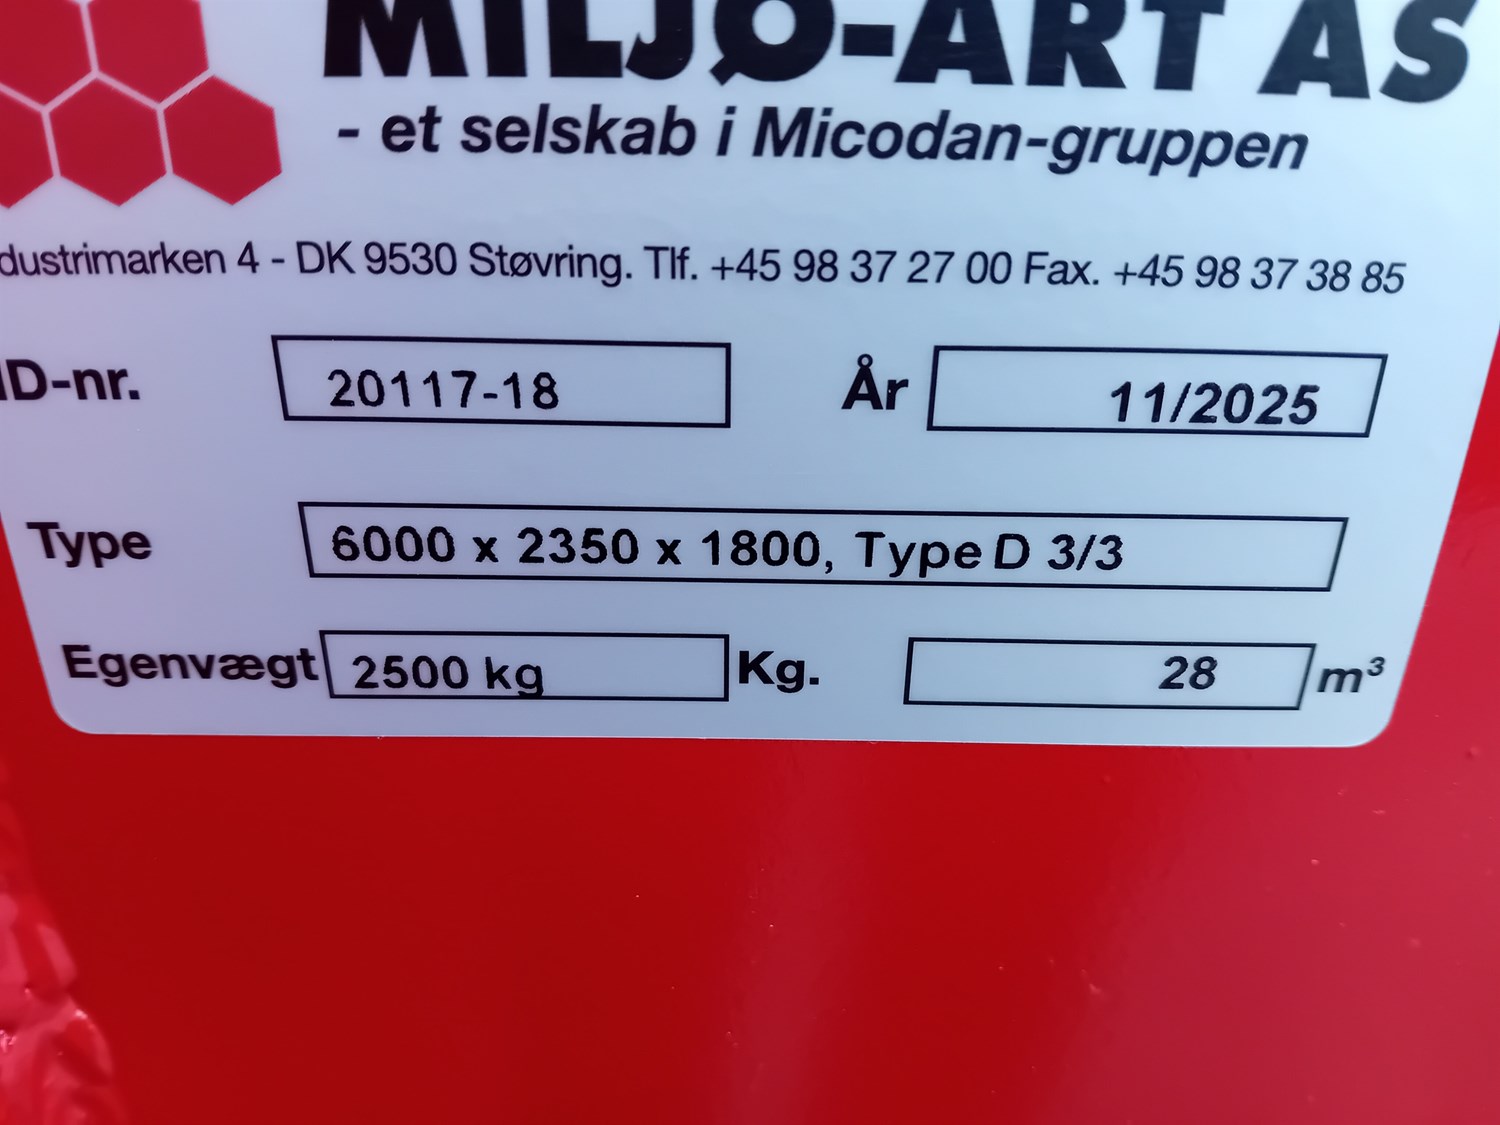 MILJØ-ART AS
- et selskab i Micodan-gruppen
dustrimarken 4 - DK 9530 Støvring. Tlf. +45 98 37 27 00 Fax. +45 98 37 38 85
ID-nr. 20117-18 År 11/2025
Type 6000 x 2350 x 1800, Type D 3/3
Egenvægt 2500 kg Kg. 28 m³